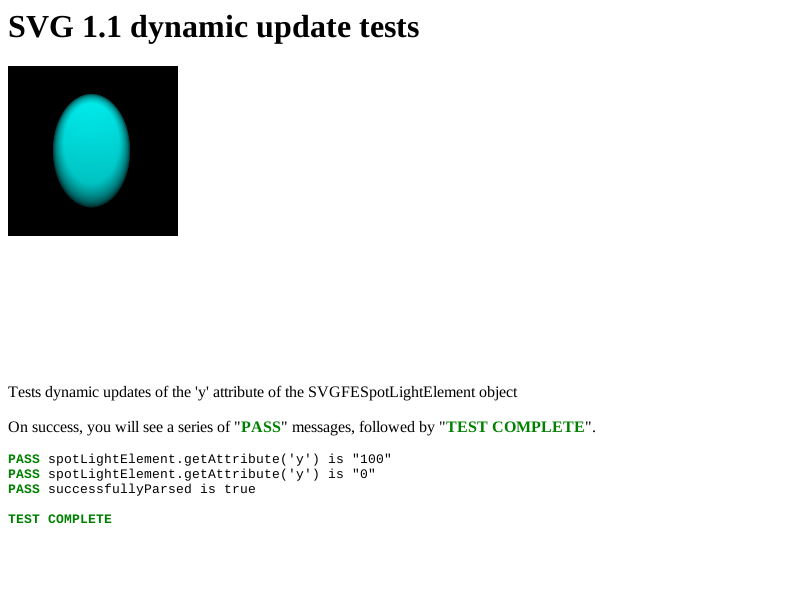 SVG 1.1 dynamic update tests
Tests dynamic updates of the 'y' attribute of the SVGFESpotLightElement object
On success, you will see a series of "PASS" messages, followed by "TEST COMPLETE".
PASS spotLightElement.getAttribute('y') is "100"
PASS spotLightElement.getAttribute('y') is "0"
PASS successfullyParsed is true
TEST COMPLETE